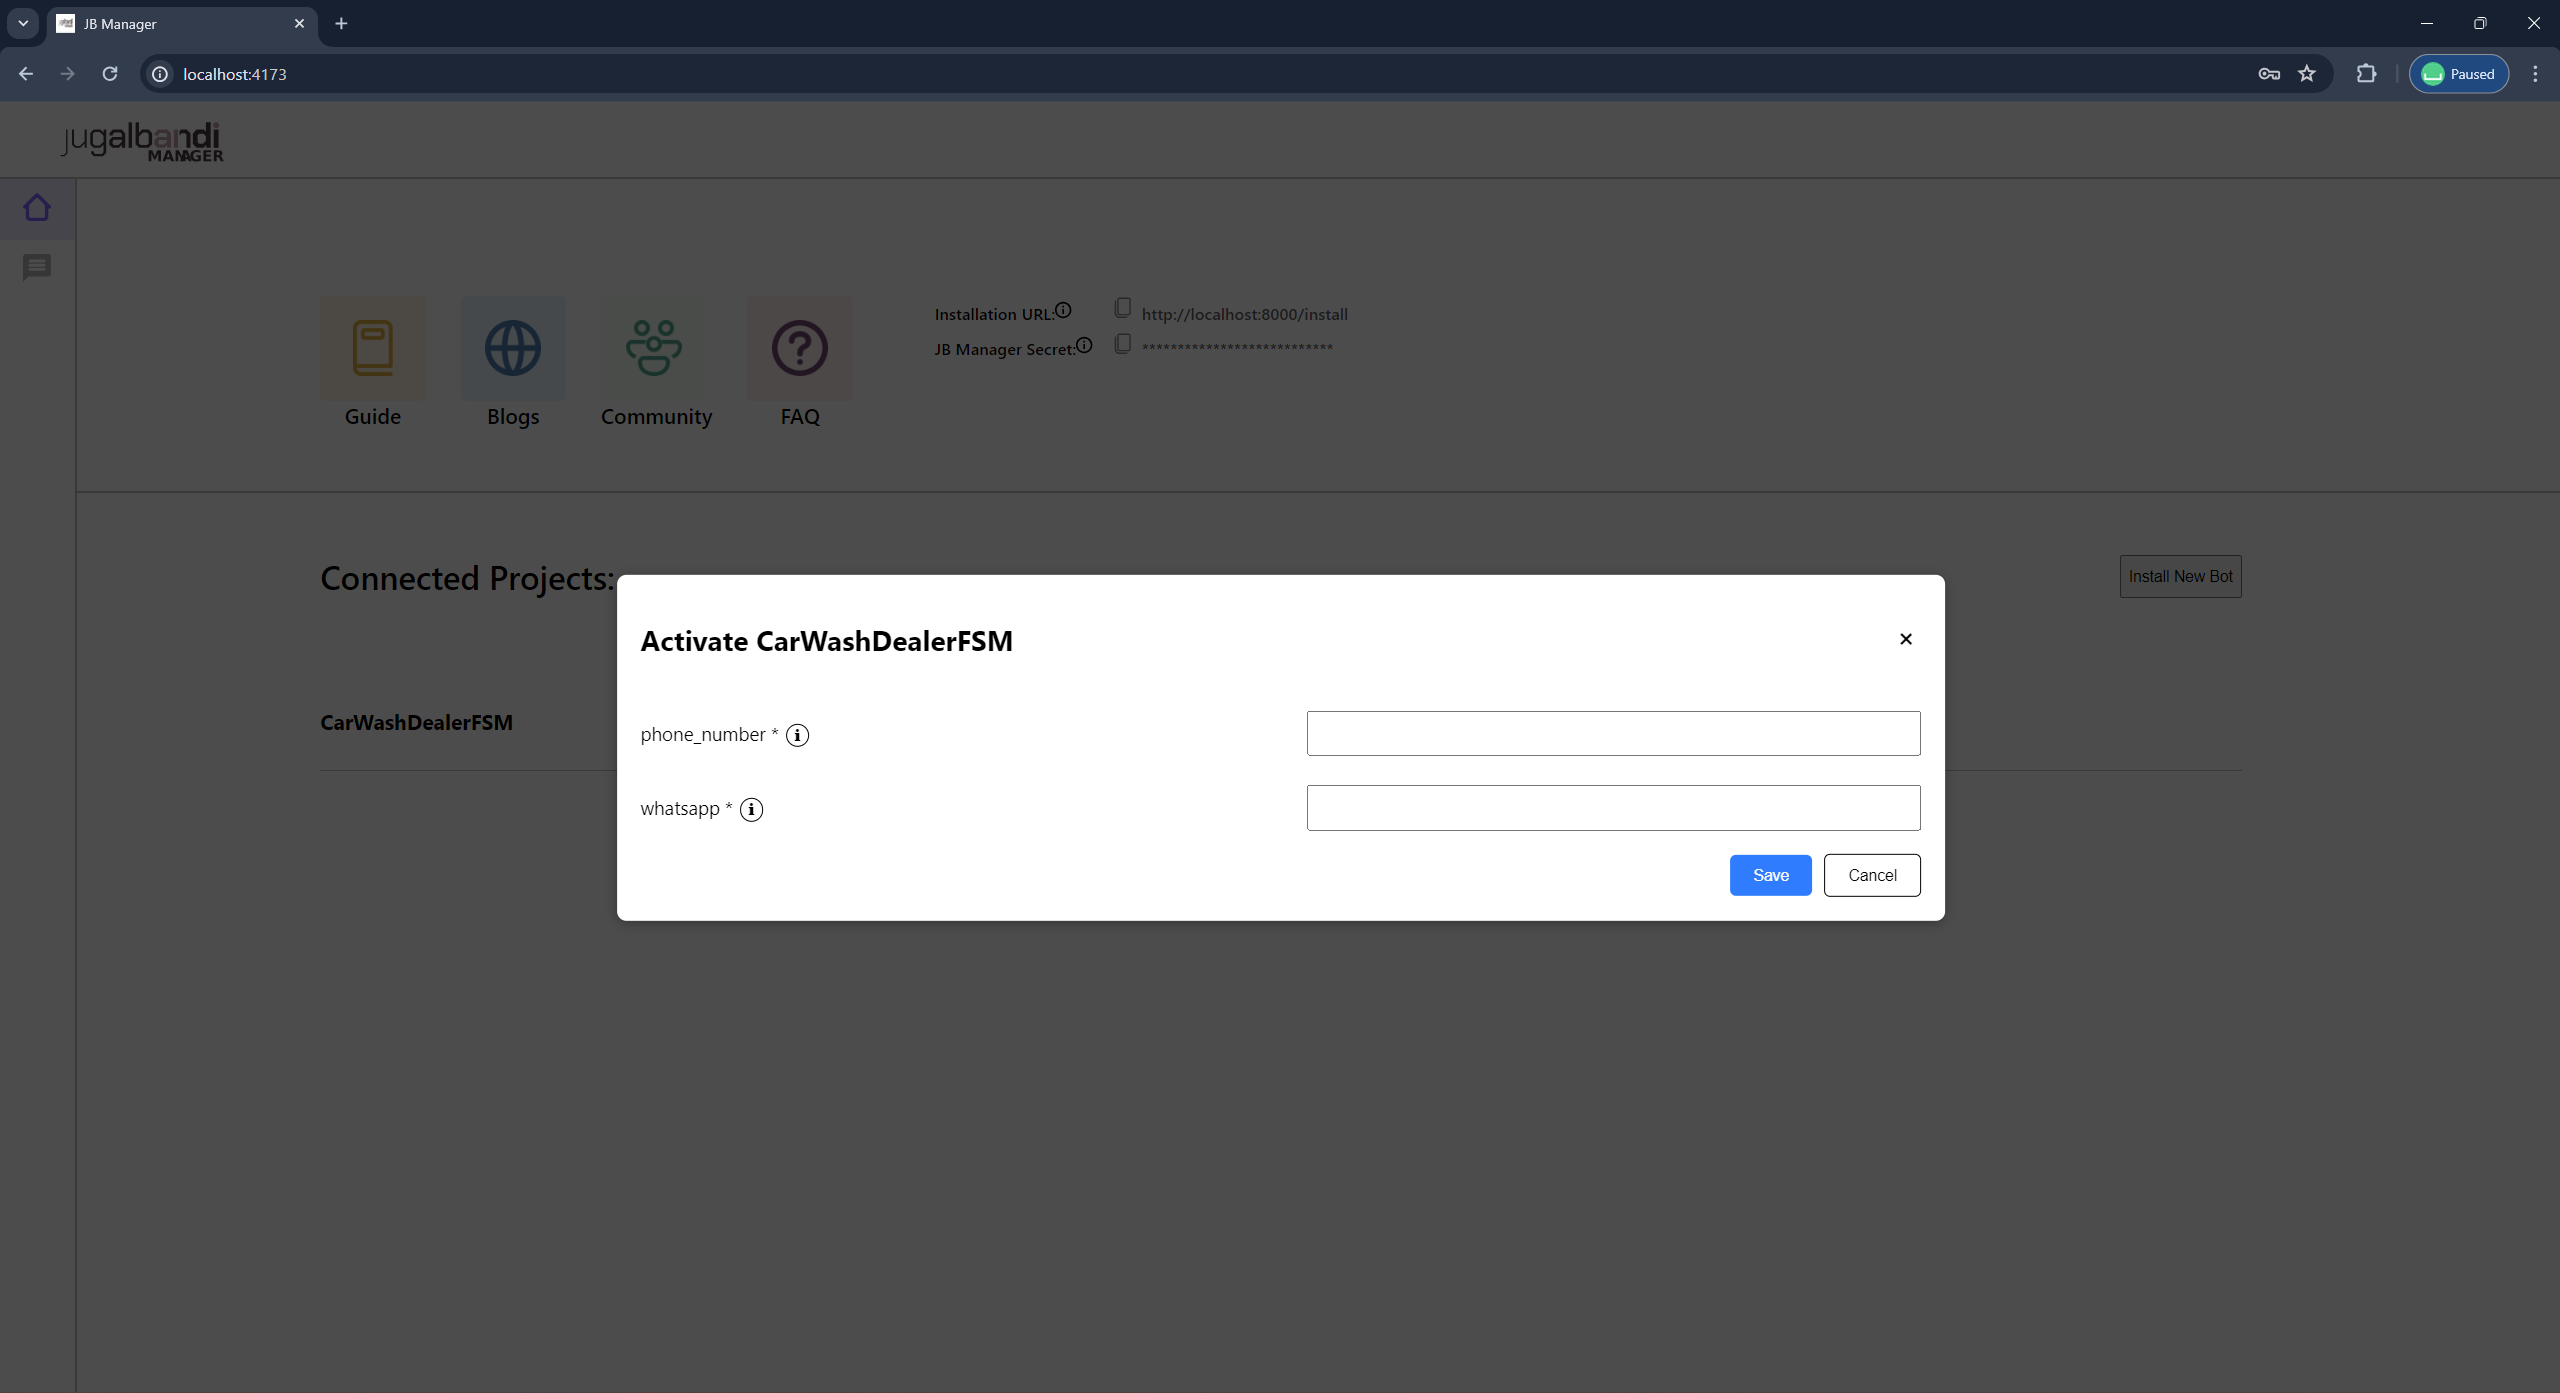 JB Manager
localhost:4173
Paused
jugalbandi
MANAGER
Installation URL:
http://localhost:8000/install
JB Manager Secret:
***************************
Guide
Blogs
Community
FAQ
Connected Projects:
Install New Bot
Activate CarWashDealerFSM
CarWashDealerFSM
phone_number *
whatsapp *
Save
Cancel